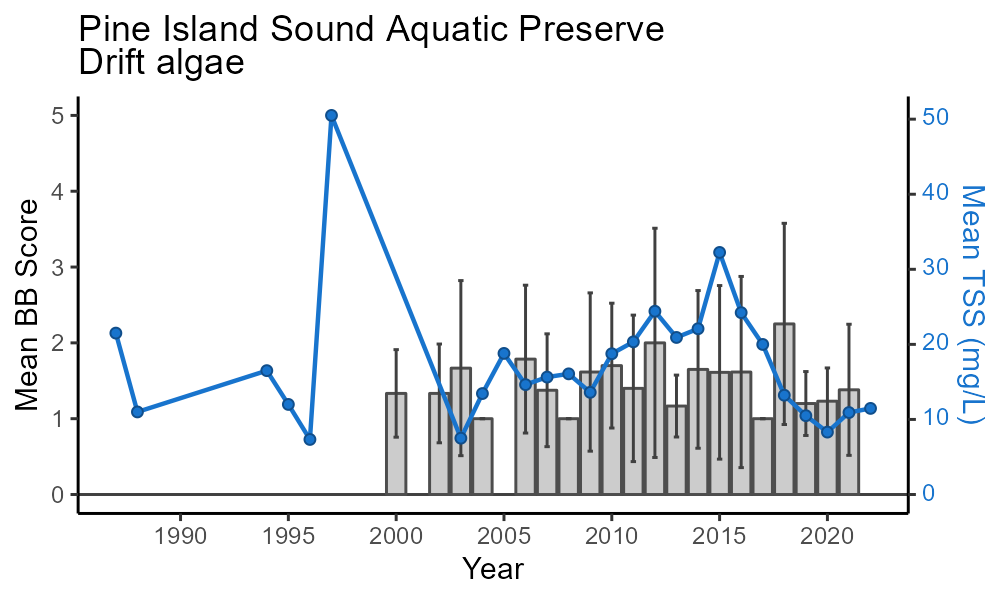 Pine Island Sound Aquatic Preserve
Drift algae
Mean BB Score
5
4
3
2
1
0
50
40
30
20
10
0
Mean TSS (mg/L)
1990 1995 2000 2005 2010 2015 2020
Year